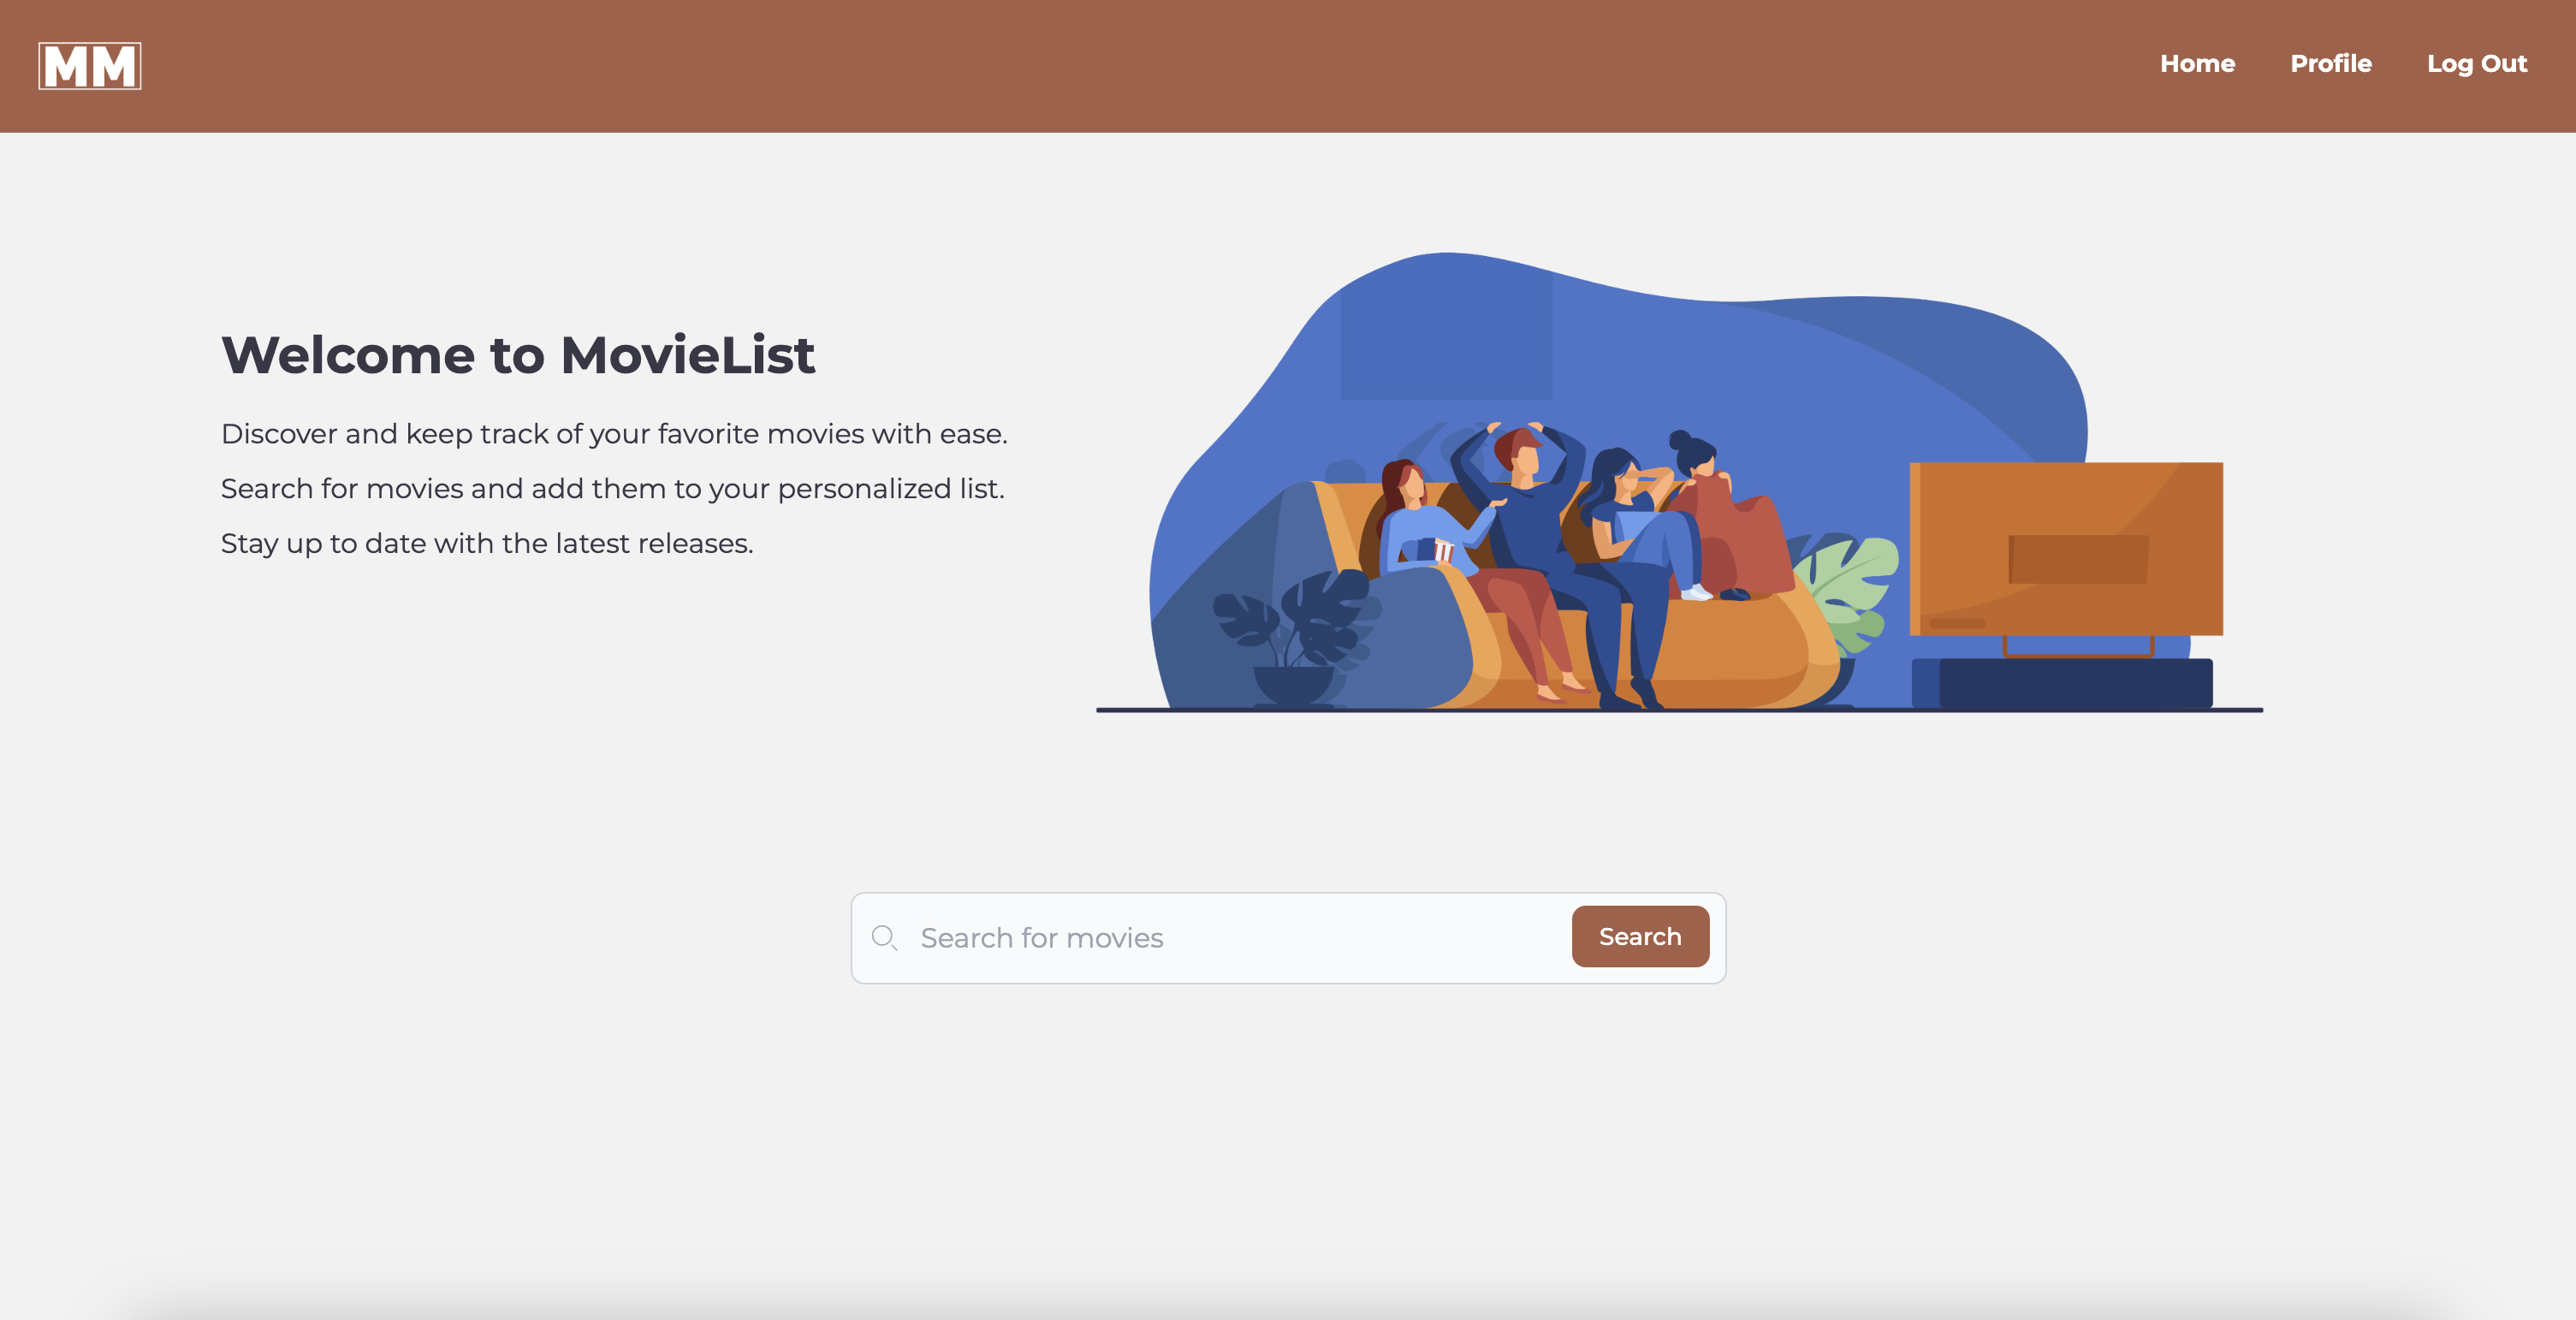 MM
Home Profile Log Out
Welcome to MovieList
Discover and keep track of your favorite movies with ease.
Search for movies and add them to your personalized list.
Stay up to date with the latest releases.
Search for movies
Search